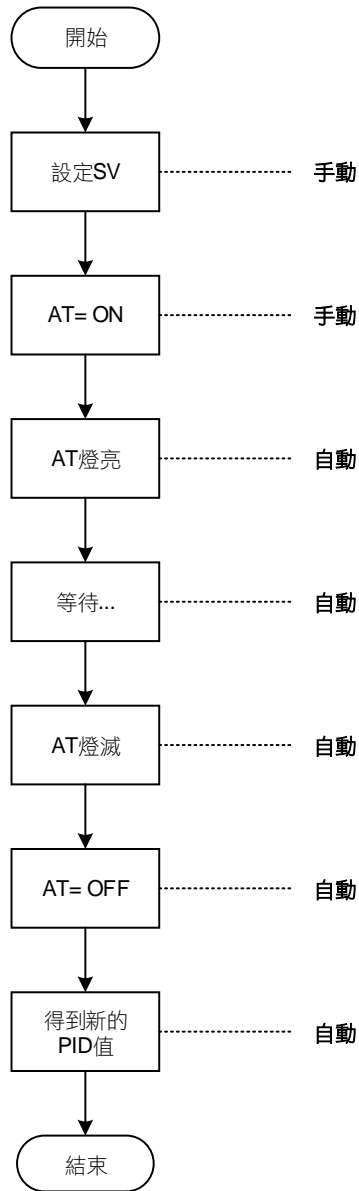 開始
設定SV
手動
AT= ON
手動
AT燈亮
自動
等待...
自動
AT燈滅
自動
AT= OFF
自動
得到新的
PID值
自動
結束